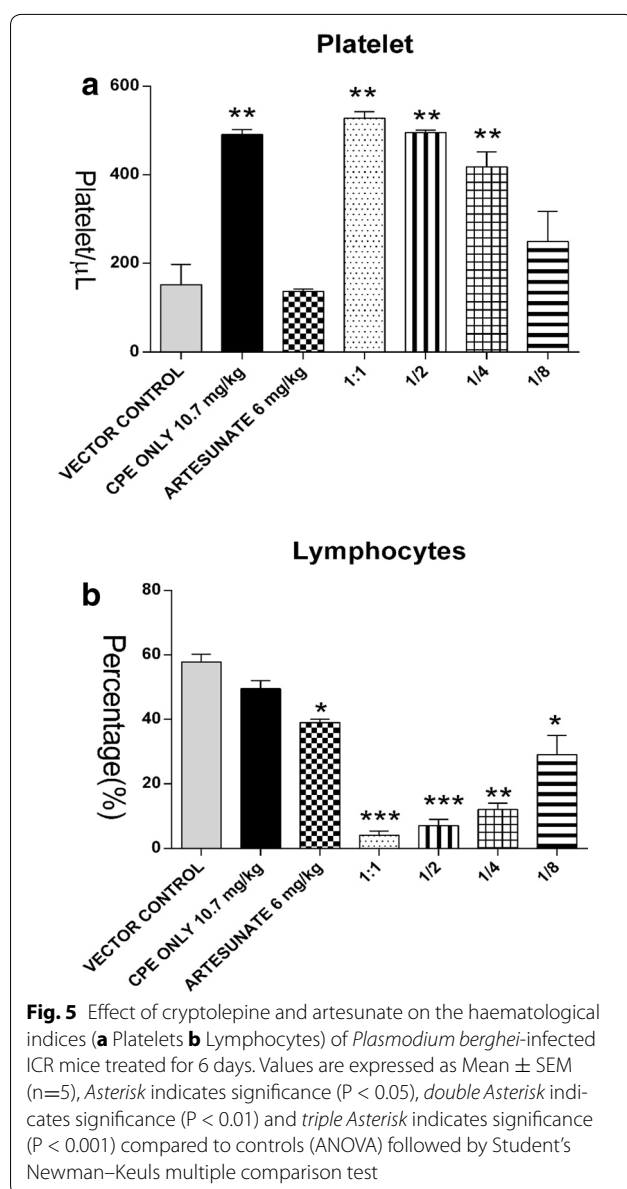 Platelet
a
600
400
200
0
Platelet/μL
**
**
**
**
VECTOR CONTROL
CPE ONLY 10.7 mg/kg
ARTESUNATE 6 mg/kg
1:1
1/2
1/4
1/8
Lymphocytes
b
80
60
40
20
0
Percentage(%)
*
***
***
**
*
VECTOR CONTROL
CPE ONLY 10.7 mg/kg
ARTESUNATE 6 mg/kg
1:1
1/2
1/4
1/8
Fig. 5 Effect of cryptolepine and artesunate on the haematological
indices (a Platelets b Lymphocytes) of Plasmodium berghei-infected
ICR mice treated for 6 days. Values are expressed as Mean ± SEM
(n=5), Asterisk indicates significance (P < 0.05), double Asterisk indi-
cates significance (P < 0.01) and triple Asterisk indicates significance
(P < 0.001) compared to controls (ANOVA) followed by Student's
Newman–Keuls multiple comparison test